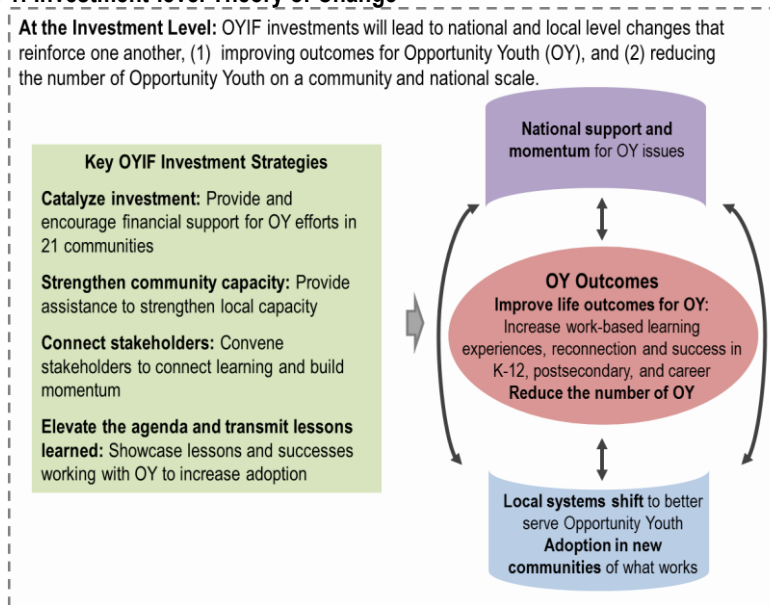 1. Investment-level Theory of Change
At the Investment Level: OYIF investments will lead to national and local level changes that
reinforce one another, (1) improving outcomes for Opportunity Youth (OY), and (2) reducing
the number of Opportunity Youth on a community and national scale.
Key OYIF Investment Strategies
Catalyze investment: Provide and
encourage financial support for OY efforts in
21 communities
Strengthen community capacity: Provide
assistance to strengthen local capacity
Connect stakeholders: Convene
stakeholders to connect learning and build
momentum
Elevate the agenda and transmit lessons
learned: Showcase lessons and successes
working with OY to increase adoption
National support and
momentum for OY issues
OY Outcomes
Improve life outcomes for OY:
Increase work-based learning
experiences, reconnection and success in
K-12, postsecondary, and career
Reduce the number of OY
Local systems shift to better
serve Opportunity Youth
Adoption in new
communities of what works